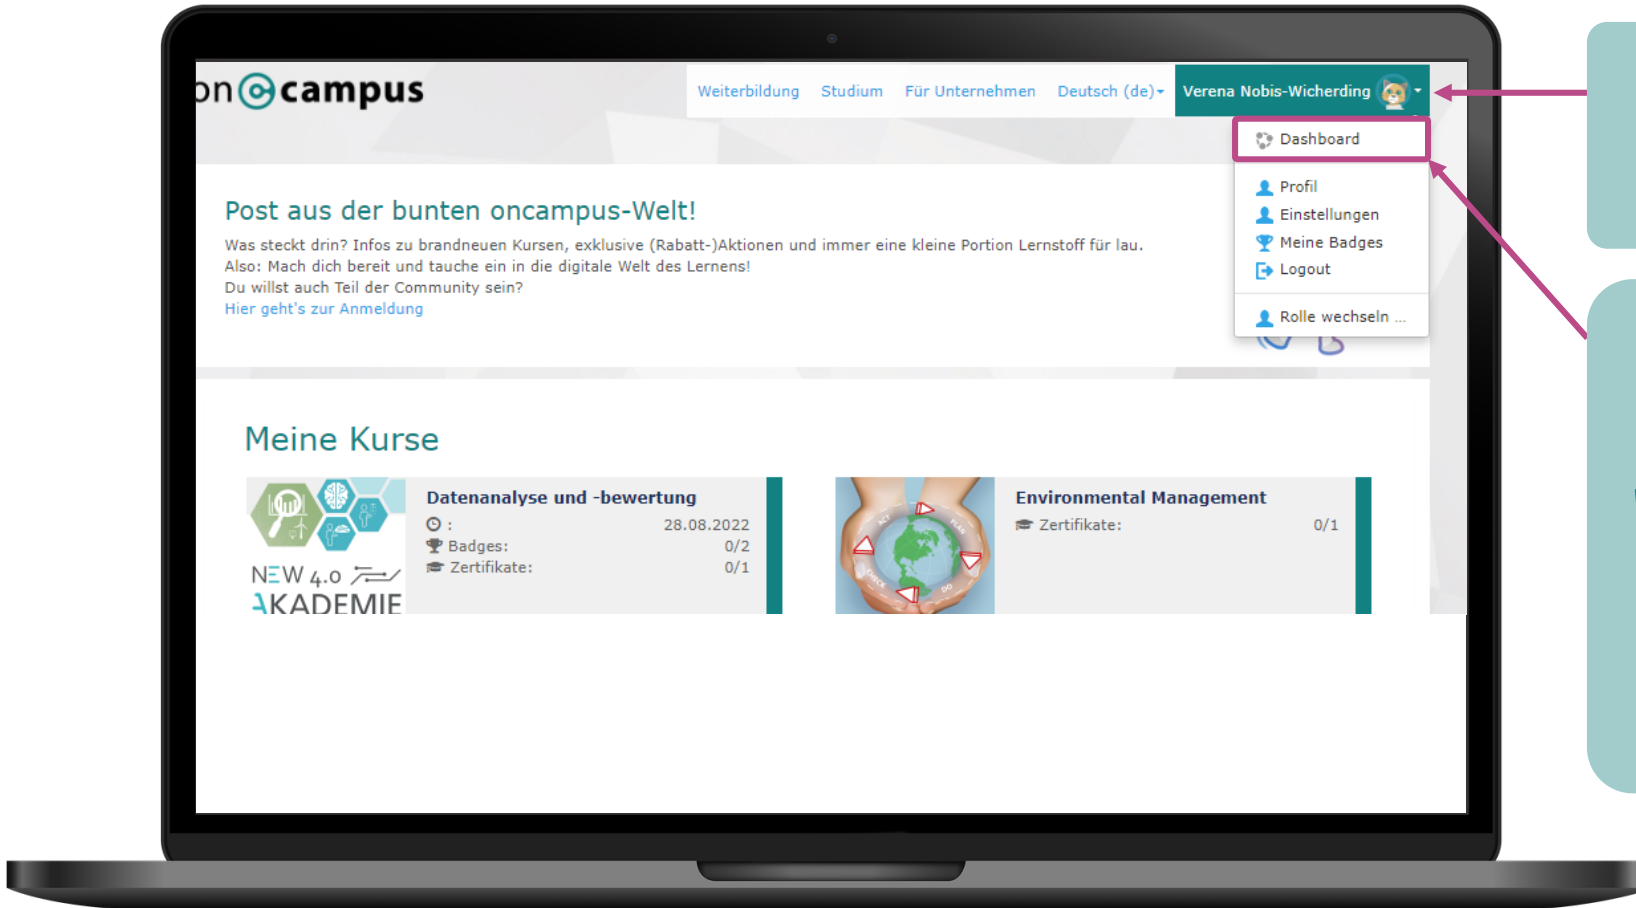 on campus
Weiterbildung Studium Für Unternehmen Deutsch (de) Verena Nobis-Wicherding
Dashboard
Profil
Einstellungen
Meine Badges
Logout
Rolle wechseln ...
Post aus der bunten oncampus-Welt!
Was steckt drin? Infos zu brandneuen Kursen, exklusive (Rabatt-)Aktionen und immer eine kleine Portion Lernstoff für lau.
Also: Mach dich bereit und tauche ein in die digitale Welt des Lernens!
Du willst auch Teil der Community sein?
Hier geht's zur Anmeldung
Meine Kurse
NEW 4.0
AKADEMIE
Datenanalyse und -bewertung
: 28.08.2022
Badges: 0/2
Zertifikate: 0/1
ACT
PLAN
CHECK
DO
Environmental Management
Zertifikate: 0/1